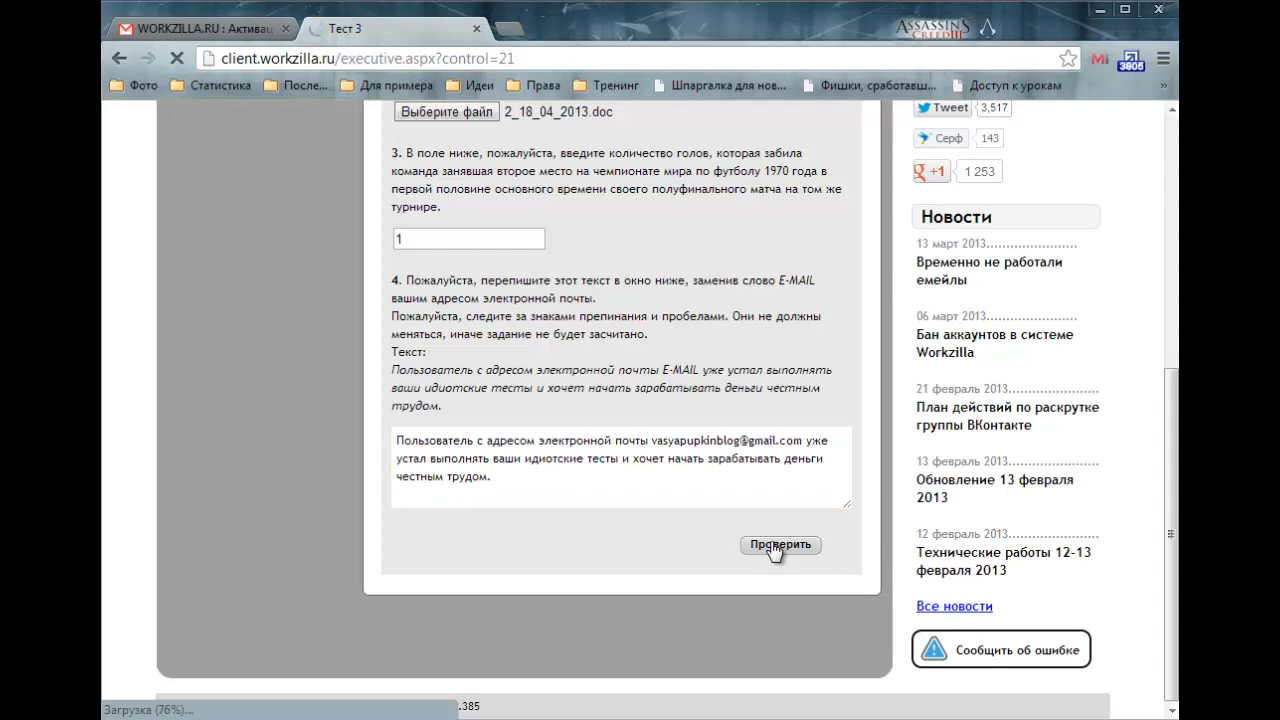 WORKZILLA.RU : Активац
Тест 3
ASSASSINS
CREED III
client.workzilla.ru/executive.aspx?control=21
Mi
3805
Фото
Статистика
После...
Для примера
Идеи
Права
Тренинг
Шпаргалка для нов...
Фишки, сработавш...
Доступ к урокам
»
Выберите файл 2_18_04_2013.doc
3. В поле ниже, пожалуйста, введите количество голов, которая забила
команда занявшая второе место на чемпионате мира по футболу 1970 года в
первой половине основного времени своего полуфинального матча на том же
турнире.
1
4. Пожалуйста, перепишите этот текст в окно ниже, заменив слово E-MAIL
вашим адресом электронной почты.
Пожалуйста, следите за знаками препинания и пробелами. Они не должны
меняться, иначе задание не будет засчитано.
Текст:
Пользователь с адресом электронной почты E-MAIL уже устал выполнять
ваши идиотские тесты и хочет начать зарабатывать деньги честным
трудом.
Пользователь с адресом электронной почты vasyapupkinblog@gmail.com уже
устал выполнять ваши идиотские тесты и хочет начать зарабатывать деньги
честным трудом.
Проверить
Tweet 3,517
Серф 143
g +1 1 253
Новости
13 март 2013
Временно не работали
емейлы
06 март 2013
Бан аккаунтов в системе
Workzilla
21 февраль 2013
План действий по раскрутке
группы ВКонтакте
13 февраль 2013
Обновление 13 февраля
2013
12 февраль 2013
Технические работы 12-13
февраля 2013
Все новости
Сообщить об ошибке
Загрузка (76%)...
.385